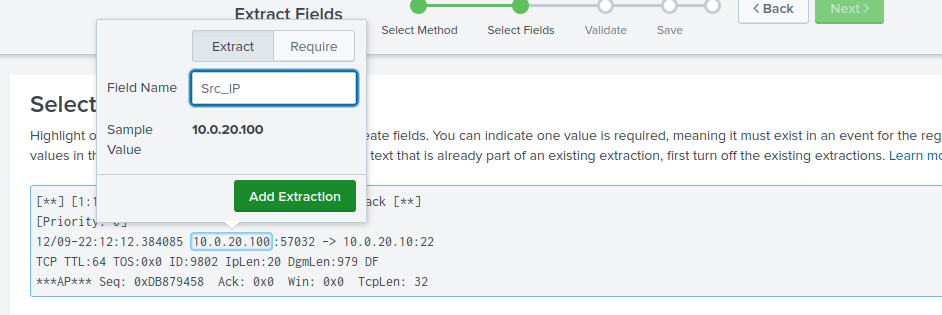 Extract Fields
Select Method
Select Fields
Validate
Save
< Back
Next >
Extract
Require
Field Name
Src_IP
Sample Value
10.0.20.100
Add Extraction
Select
Highlight o
eate fields. You can indicate one value is required, meaning it must exist in an event for the reg
values in th
text that is already part of an existing extraction, first turn off the existing extractions. Learn mo
[**] [1:1
ack [**]
[Priority: 0]
12/09-22:12:12.384085 10.0.20.100:57032 -> 10.0.20.10:22
TCP TTL:64 TOS:0x0 ID:9802 IpLen:20 DgmLen:979 DF
***AP*** Seq: 0xDB879458 Ack: 0x0 Win: 0x0 TcpLen: 32